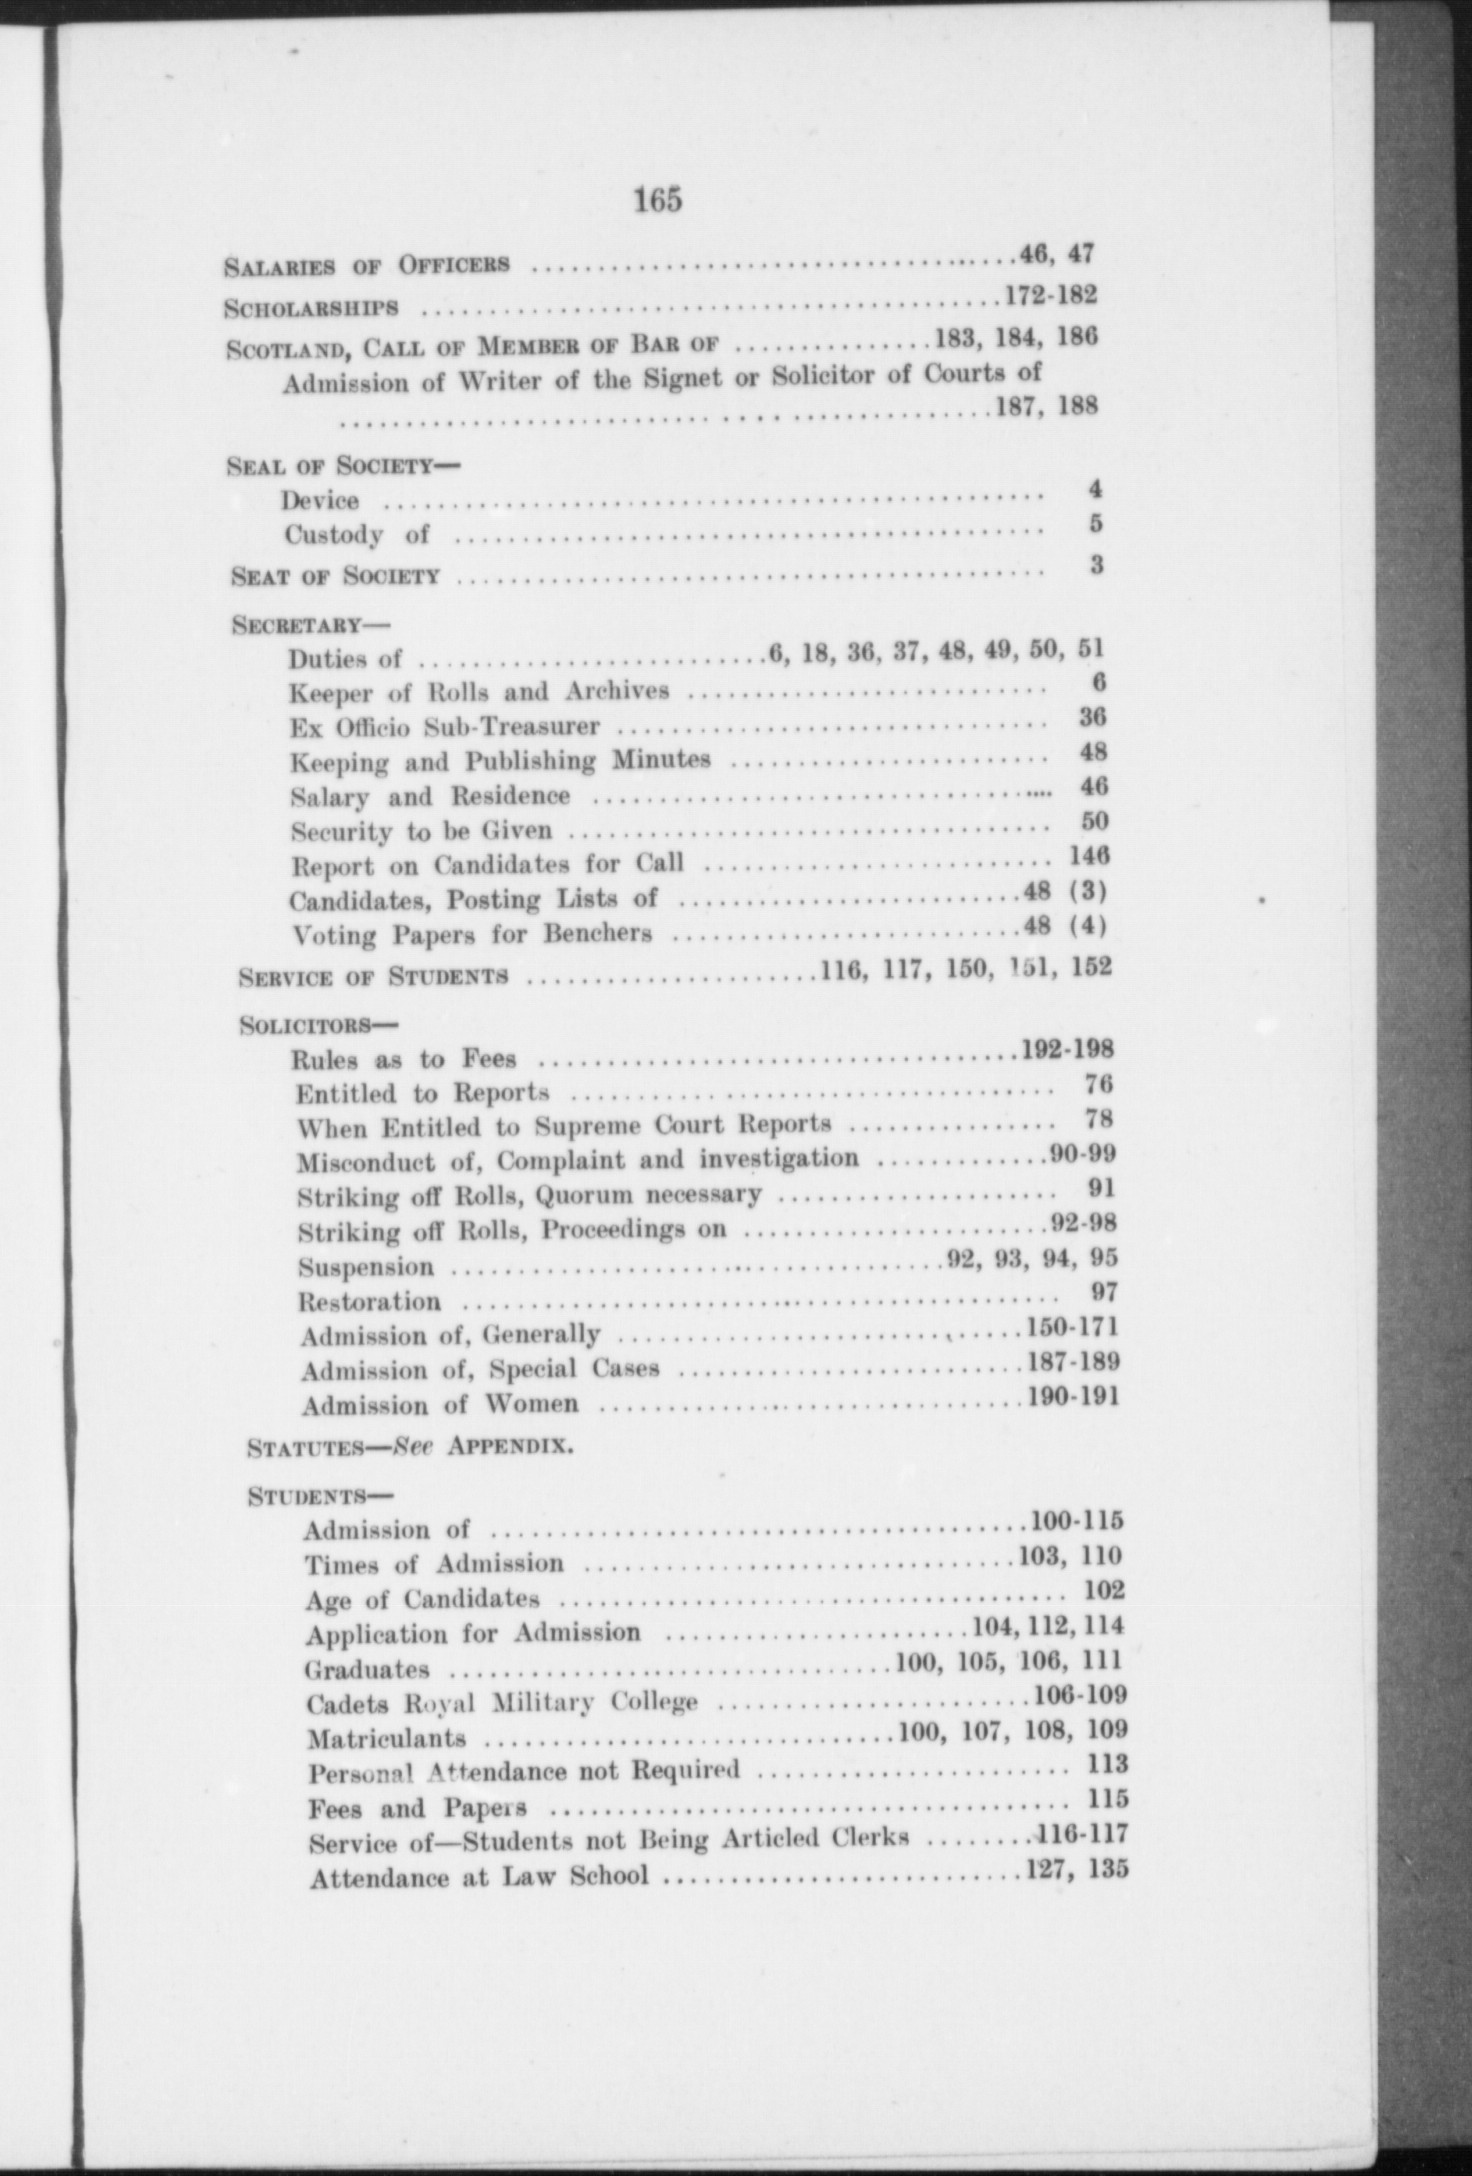 165
SALARIES OF OFFICERS ........................................46, 47
SCHOLARSHIPS ............................................172-182
SCOTLAND, CALL OF MEMBER OF BAR OF ...............183, 184, 186
Admission of Writer of the Signet or Solicitor of Courts of
.................................................187, 188
SEAL OF SOCIETY—
Device .................................................. 4
Custody of ............................................. 5
SEAT OF SOCIETY ............................................ 3
SECRETARY—
Duties of ..........................6, 18, 36, 37, 48, 49, 50, 51
Keeper of Rolls and Archives ........................... 6
Ex Officio Sub-Treasurer ................................ 36
Keeping and Publishing Minutes ........................ 48
Salary and Residence ................................... 46
Security to be Given .................................... 50
Report on Candidates for Call .......................... 146
Candidates, Posting Lists of ..........................48 (3)
Voting Papers for Benchers ..........................48 (4)
SERVICE OF STUDENTS ......................116, 117, 150, 151, 152
SOLICITORS—
Rules as to Fees ....................................192-198
Entitled to Reports .................................... 76
When Entitled to Supreme Court Reports ................ 78
Misconduct of, Complaint and investigation .............90-99
Striking off Rolls, Quorum necessary ..................... 91
Striking off Rolls, Proceedings on .......................92-98
Suspension .....................................92, 93, 94, 95
Restoration ............................................. 97
Admission of, Generally ..............................150-171
Admission of, Special Cases ..........................187-189
Admission of Women ................................190-191
STATUTES—See APPENDIX.
STUDENTS—
Admission of ........................................100-115
Times of Admission ................................103, 110
Age of Candidates ...................................... 102
Application for Admission .......................104, 112, 114
Graduates .................................100, 105, 106, 111
Cadets Royal Military College ........................106-109
Matriculants ...............................100, 107, 108, 109
Personal Attendance not Required ........................ 113
Fees and Papers ....................................... 115
Service of—Students not Being Articled Clerks ........116-117
Attendance at Law School ...........................127, 135